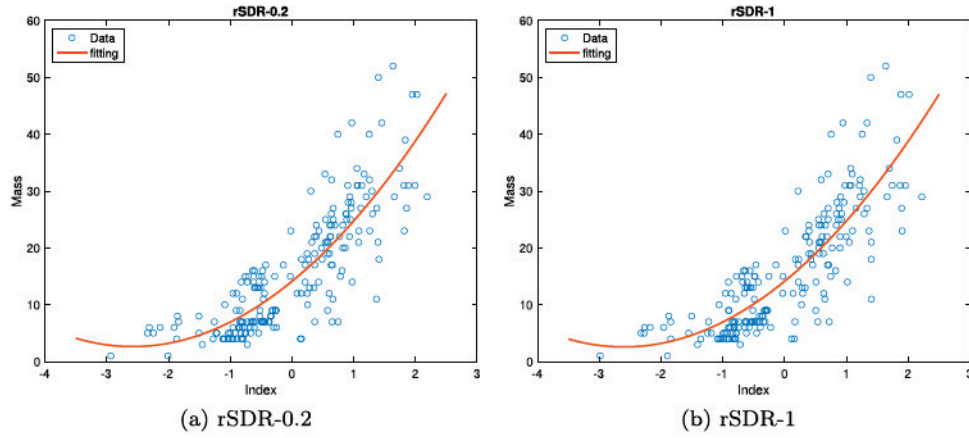 rSDR-0.2
Data
fitting
60
50
40
30
20
10
0
Mass
-4 -3 -2 -1 0 1 2 3
Index
(a) rSDR-0.2
rSDR-1
Data
fitting
60
50
40
30
20
10
0
Mass
-4 -3 -2 -1 0 1 2 3
Index
(b) rSDR-1